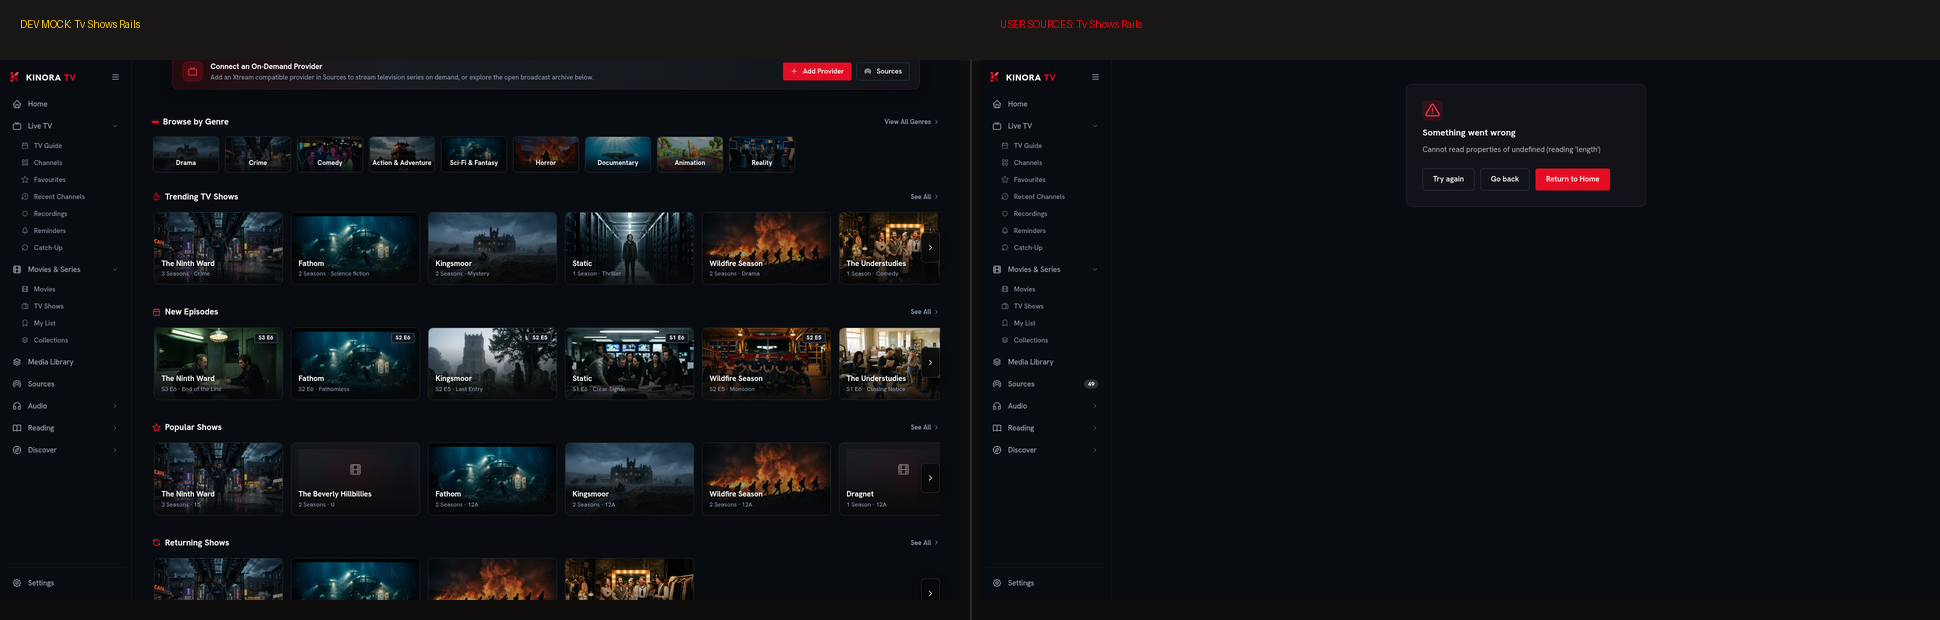 DEV MOCK: Tv Shows Rails
KINORA TV
Home
Live TV
TV Guide
Channels
Favourites
Recent Channels
Recordings
Reminders
Catch-Up
Movies & Series
Movies
TV Shows
My List
Collections
Media Library
Sources
Audio
Reading
Discover
Settings
Connect an On-Demand Provider
Add an Xtream compatible provider in Sources to stream television series on demand, or explore the open broadcast archive below.
+ Add Provider
Sources
Browse by Genre
View All Genres
Drama
Crime
Comedy
Action & Adventure
Sci-Fi & Fantasy
Horror
Documentary
Animation
Reality
Trending TV Shows
See All
The Ninth Ward
3 Seasons · Crime
Fathom
2 Seasons · Science fiction
Kingsmoor
2 Seasons · Mystery
Static
1 Season · Thriller
Wildfire Season
2 Seasons · Drama
The Understudies
1 Season · Comedy
New Episodes
See All
S3 E6
The Ninth Ward
S3 E6 · End of the Line
S2 E6
Fathom
S2 E6 · Fathomless
S2 E5
Kingsmoor
S2 E5 · Last Entry
S1 E6
Static
S1 E6 · Clear Signal
S2 E5
Wildfire Season
S2 E5 · Monsoon
The Understudies
S1 E6 · Closing Notice
Popular Shows
See All
The Ninth Ward
3 Seasons · 15
The Beverly Hillbillies
2 Seasons · U
Fathom
2 Seasons · 12A
Kingsmoor
2 Seasons · 12A
Wildfire Season
2 Seasons · 12A
Dragnet
1 Season · 12A
Returning Shows
See All
USER SOURCES: Tv Shows Rails
KINORA TV
Home
Live TV
TV Guide
Channels
Favourites
Recent Channels
Recordings
Reminders
Catch-Up
Movies & Series
Movies
TV Shows
My List
Collections
Media Library
Sources 49
Audio
Reading
Discover
Settings
Something went wrong
Cannot read properties of undefined (reading 'length')
Try again
Go back
Return to Home